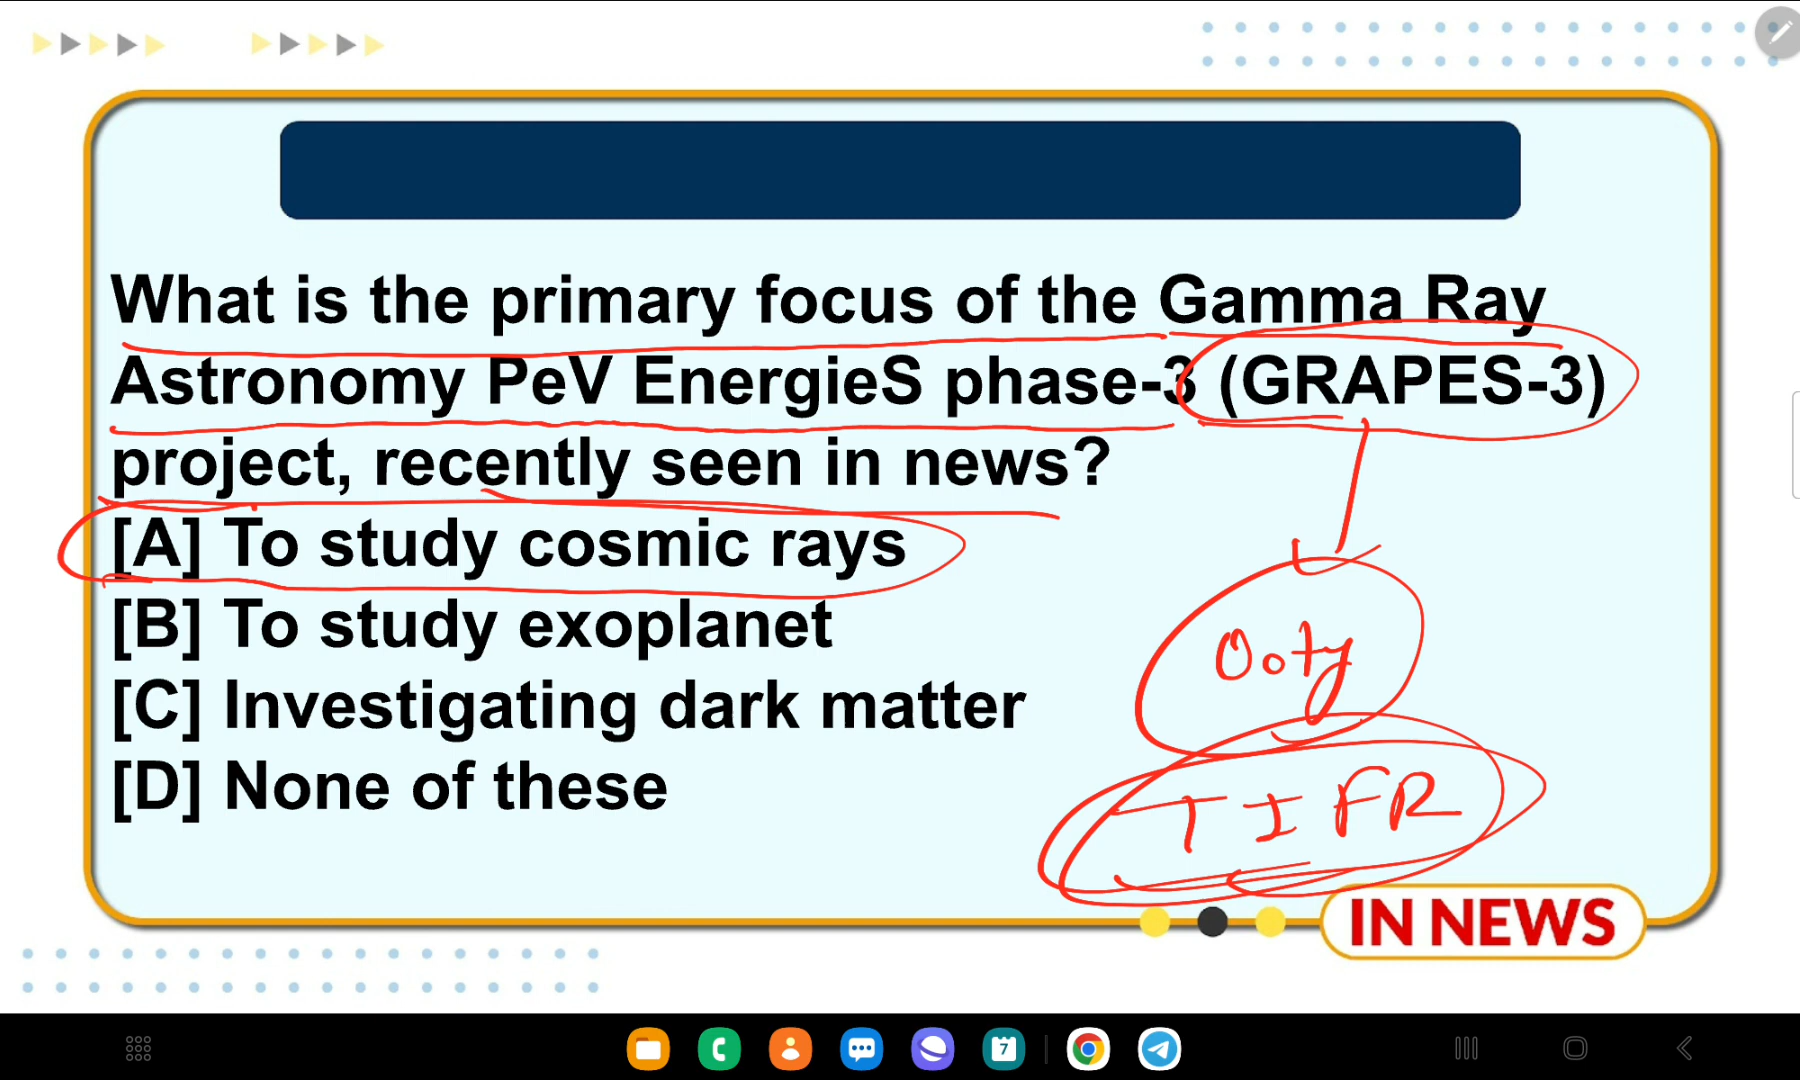 What is the primary focus of the Gamma Ray
Astronomy PeV EnergieS phase-3 (GRAPES-3)
project, recently seen in news?
[A] To study cosmic rays
[B] To study exoplanet
[C] Investigating dark matter
[D] None of these
Ooty
TIFR
IN NEWS
7